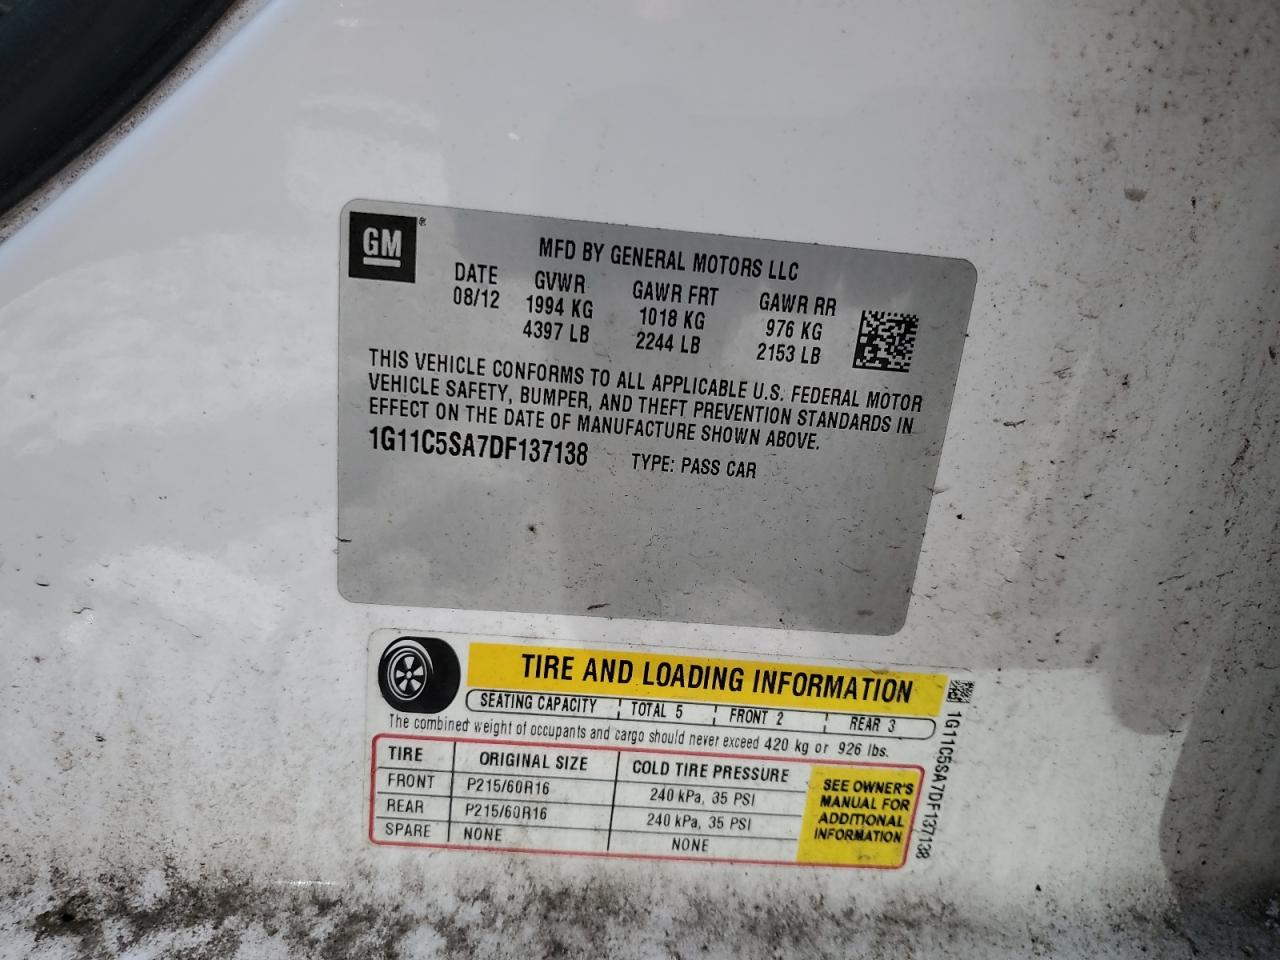 GM®
MFD BY GENERAL MOTORS LLC
DATE GVWR GAWR FRT GAWR RR
08/12 1994 KG 1018 KG 976 KG
4397 LB 2244 LB 2153 LB
THIS VEHICLE CONFORMS TO ALL APPLICABLE U.S. FEDERAL MOTOR
VEHICLE SAFETY, BUMPER, AND THEFT PREVENTION STANDARDS IN
EFFECT ON THE DATE OF MANUFACTURE SHOWN ABOVE.
1G11C5SA7DF137138 TYPE: PASS CAR
TIRE AND LOADING INFORMATION
SEATING CAPACITY TOTAL 5 FRONT 2 REAR 3
The combined weight of occupants and cargo should never exceed 420 kg or 926 lbs.
TIRE ORIGINAL SIZE COLD TIRE PRESSURE
FRONT P215/60R16 240 kPa, 35 PSI
REAR P215/60R16 240 kPa, 35 PSI
SPARE NONE NONE
SEE OWNER'S
MANUAL FOR
ADDITIONAL
INFORMATION
1G11C5SA7DF137138